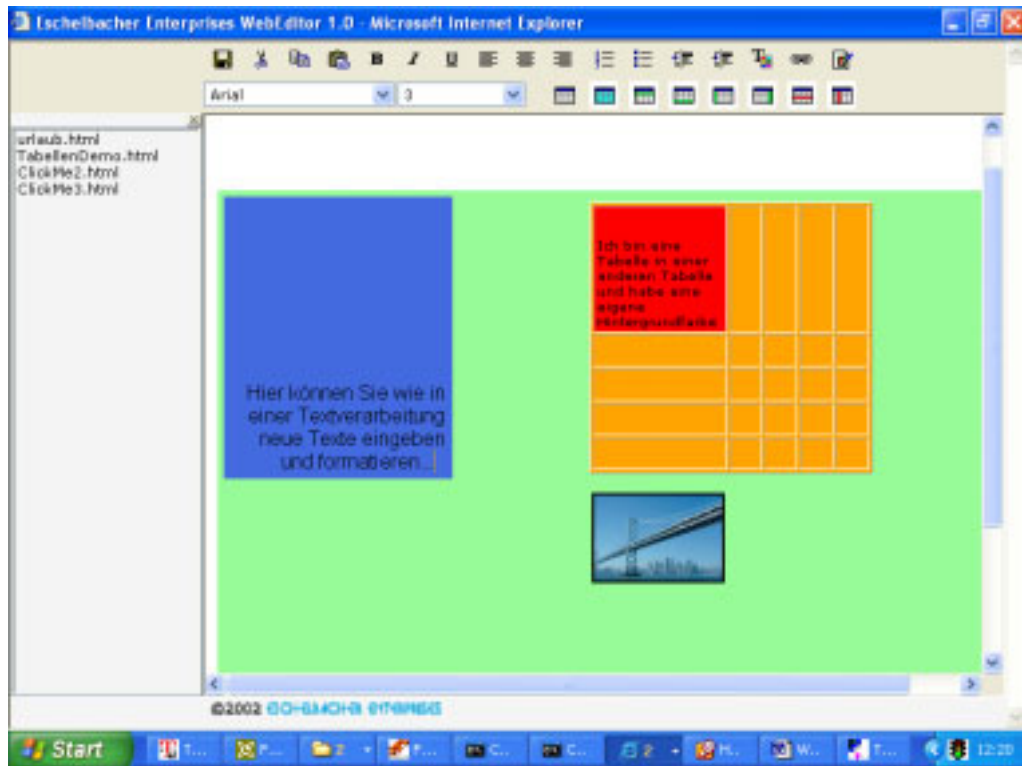 Eschelbacher Enterprises WebEditor 1.0 - Microsoft Internet Explorer
B I U
Arial 3
urlaub.html
TabellenDemo.html
ClickMe2.html
ClickMe3.html
Ich bin eine
Tabelle in einer
anderen Tabelle
und habe eine
eigene
Hintergrundfarbe
Hier können Sie wie in
einer Textverarbeitung
neue Texte eingeben
und formatieren...
©2002
Start T... P... 2 F... C... C... 2 H... W... T... 12:20